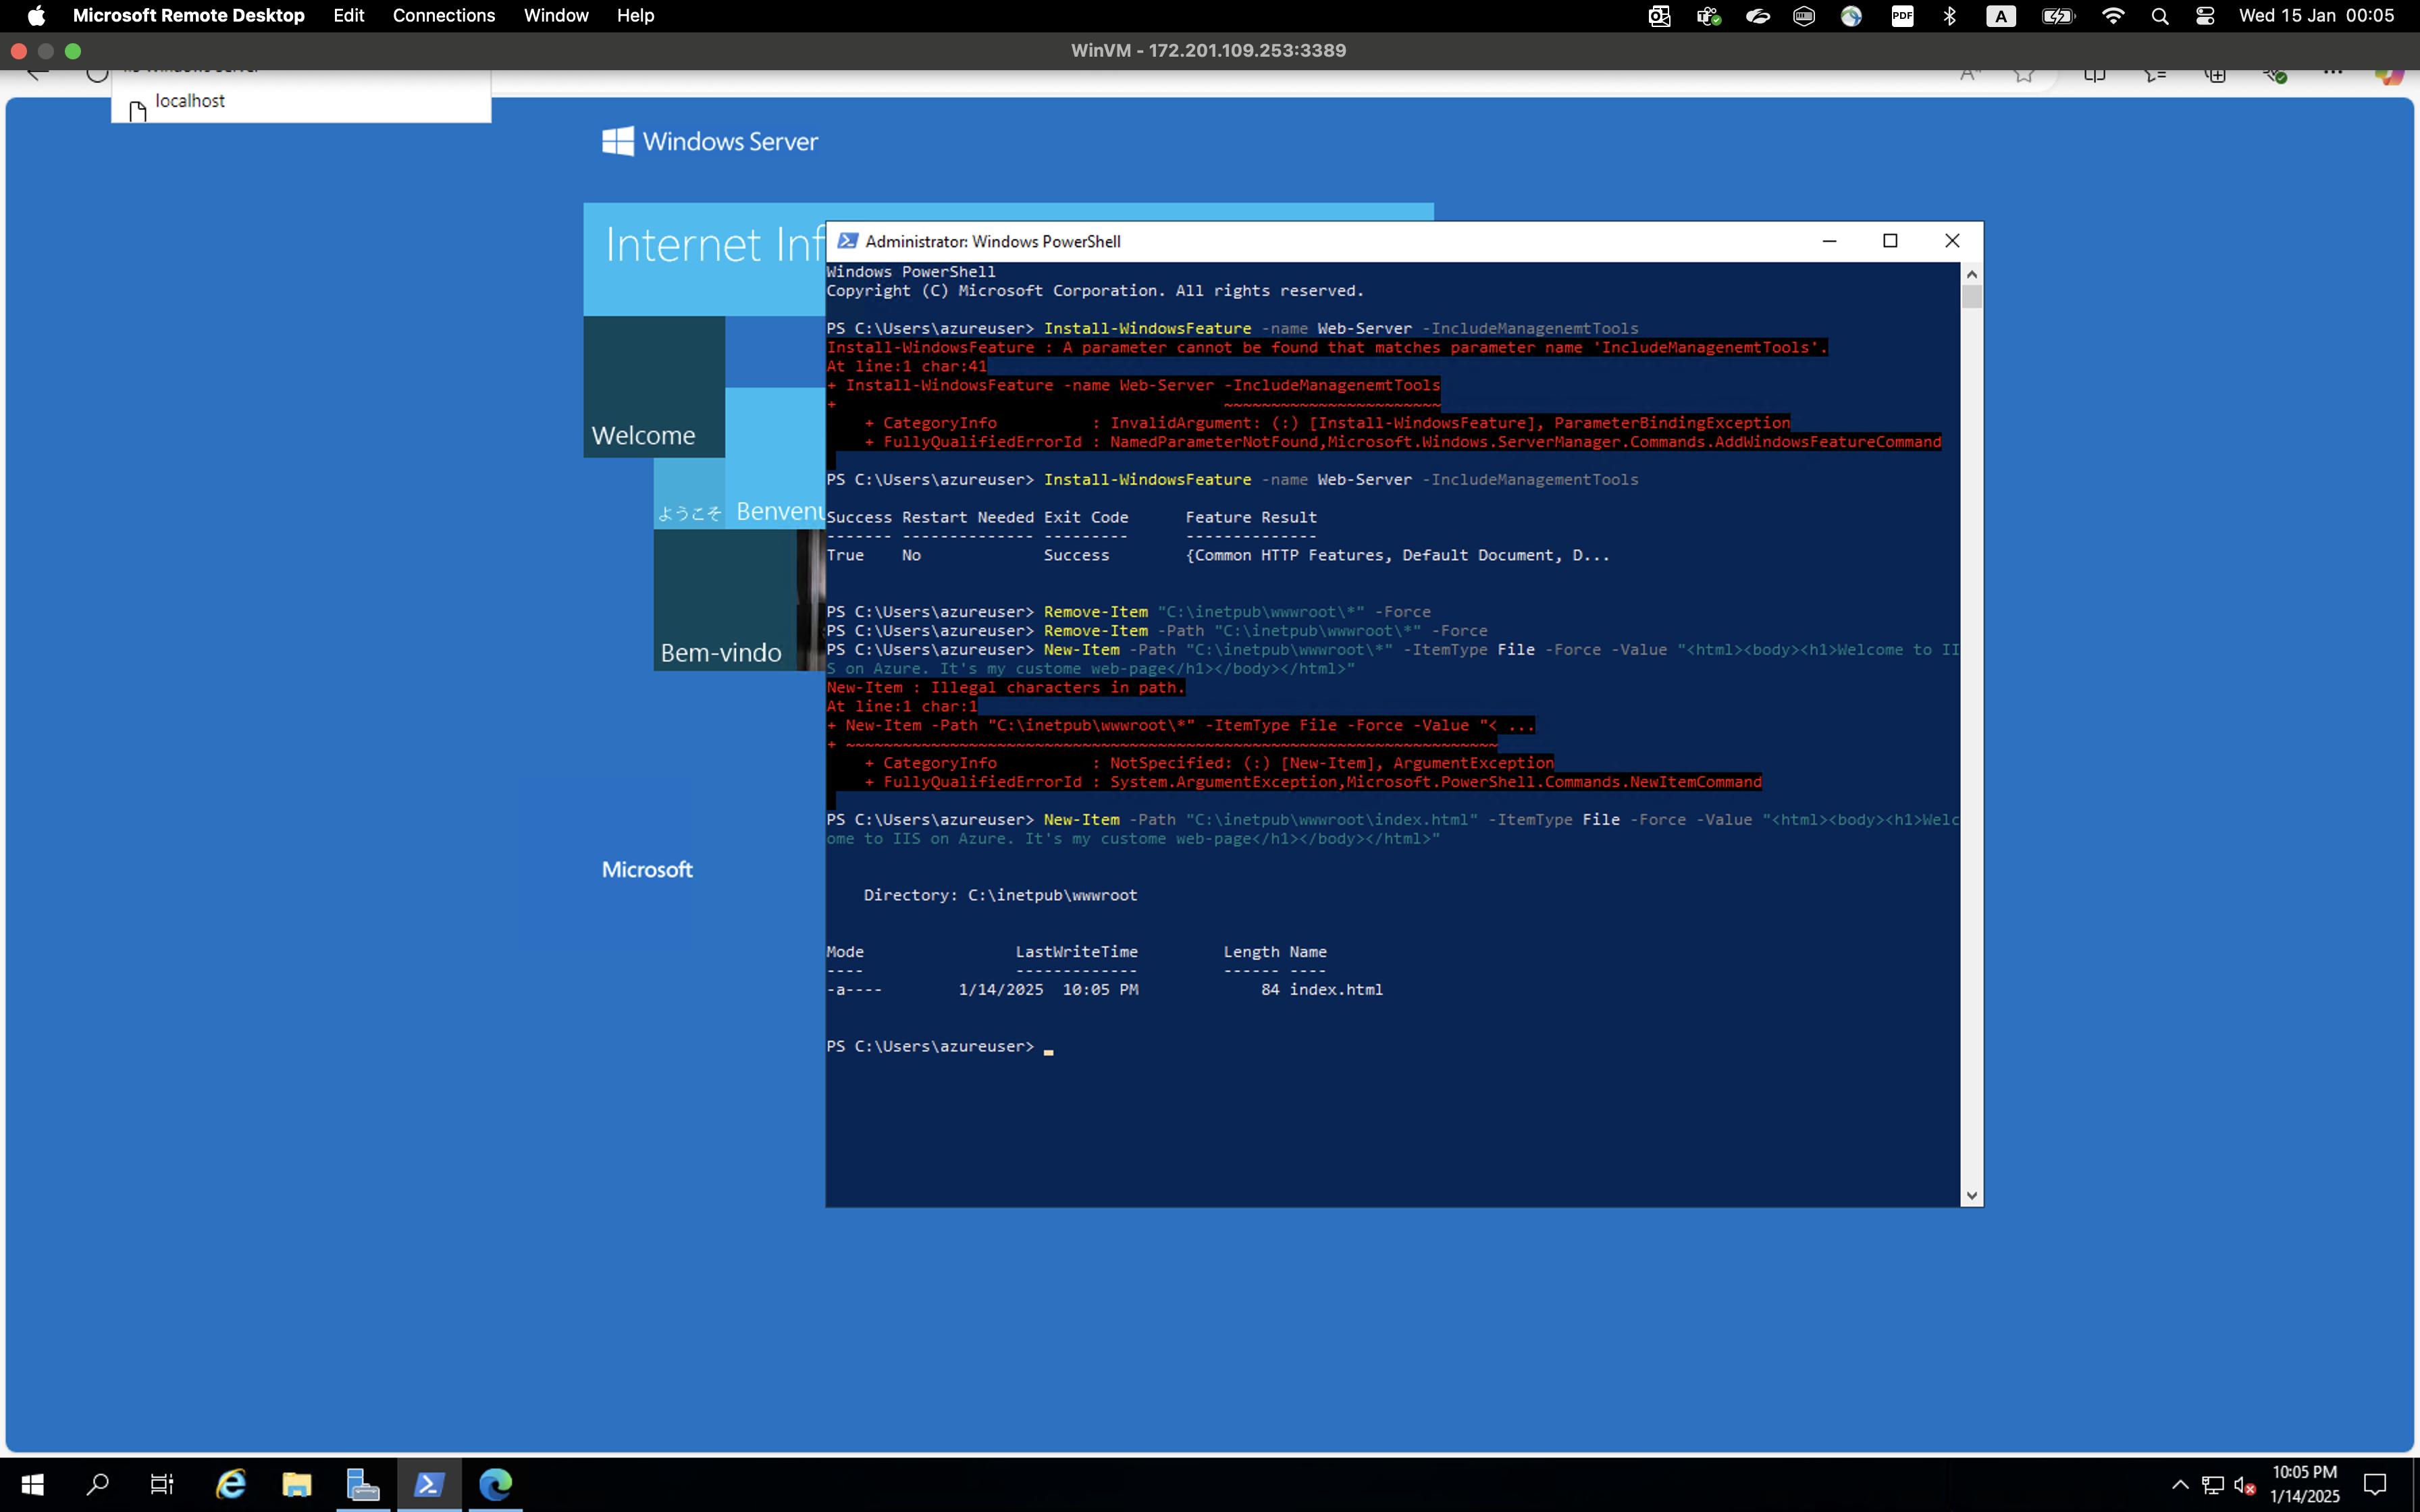 Microsoft Remote Desktop Edit Connections Window Help A Wed 15 Jan 00:05
WinVM - 172.201.109.253:3389
localhost
Windows Server
Internet Inf
Welcome
ようこそ
Benvenu
Bem-vindo
Microsoft
Administrator: Windows PowerShell
Windows PowerShell
Copyright (C) Microsoft Corporation. All rights reserved.
PS C:\Users\azureuser> Install-WindowsFeature -name Web-Server -IncludeManagenemtTools
Install-WindowsFeature : A parameter cannot be found that matches parameter name 'IncludeManagenemtTools'.
At line:1 char:41
+ Install-WindowsFeature -name Web-Server -IncludeManagenemtTools
+ ~~~~~~~~~~~~~~~~~~~~~~~
+ CategoryInfo : InvalidArgument: (:) [Install-WindowsFeature], ParameterBindingException
+ FullyQualifiedErrorId : NamedParameterNotFound,Microsoft.Windows.ServerManager.Commands.AddWindowsFeatureCommand
PS C:\Users\azureuser> Install-WindowsFeature -name Web-Server -IncludeManagementTools
Success Restart Needed Exit Code Feature Result
------- -------------- --------- --------------
True No Success {Common HTTP Features, Default Document, D...
PS C:\Users\azureuser> Remove-Item "C:\inetpub\wwwroot\*" -Force
PS C:\Users\azureuser> Remove-Item -Path "C:\inetpub\wwwroot\*" -Force
PS C:\Users\azureuser> New-Item -Path "C:\inetpub\wwwroot\*" -ItemType File -Force -Value "<html><body><h1>Welcome to II
S on Azure. It's my custome web-page</h1></body></html>"
New-Item : Illegal characters in path.
At line:1 char:1
+ New-Item -Path "C:\inetpub\wwwroot\*" -ItemType File -Force -Value "< ...
+ ~~~~~~~~~~~~~~~~~~~~~~~~~~~~~~~~~~~~~~~~~~~~~~~~~~~~~~~~~~~~~~~~~~~~~
+ CategoryInfo : NotSpecified: (:) [New-Item], ArgumentException
+ FullyQualifiedErrorId : System.ArgumentException,Microsoft.PowerShell.Commands.NewItemCommand
PS C:\Users\azureuser> New-Item -Path "C:\inetpub\wwwroot\index.html" -ItemType File -Force -Value "<html><body><h1>Welc
ome to IIS on Azure. It's my custome web-page</h1></body></html>"
Directory: C:\inetpub\wwwroot
Mode LastWriteTime Length Name
---- ------------- ------ ----
-a---- 1/14/2025 10:05 PM 84 index.html
PS C:\Users\azureuser>
10:05 PM
1/14/2025